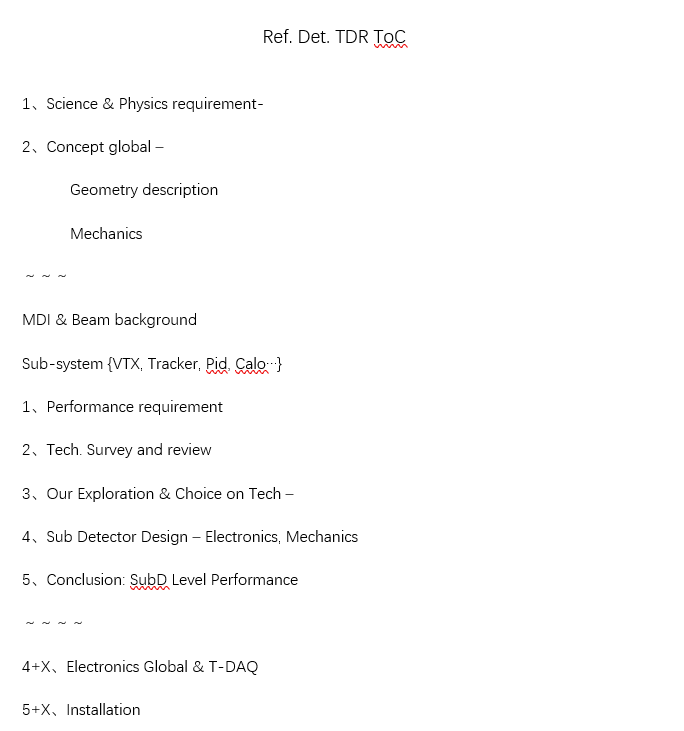 Ref. Det. TDR ToC
1、Science & Physics requirement-
2、Concept global –
Geometry description
Mechanics
~ ~ ~
MDI & Beam background
Sub-system {VTX, Tracker, Pid, Calo…}
1、Performance requirement
2、Tech. Survey and review
3、Our Exploration & Choice on Tech –
4、Sub Detector Design – Electronics, Mechanics
5、Conclusion: SubD Level Performance
~ ~ ~ ~
4+X、Electronics Global & T-DAQ
5+X、Installation